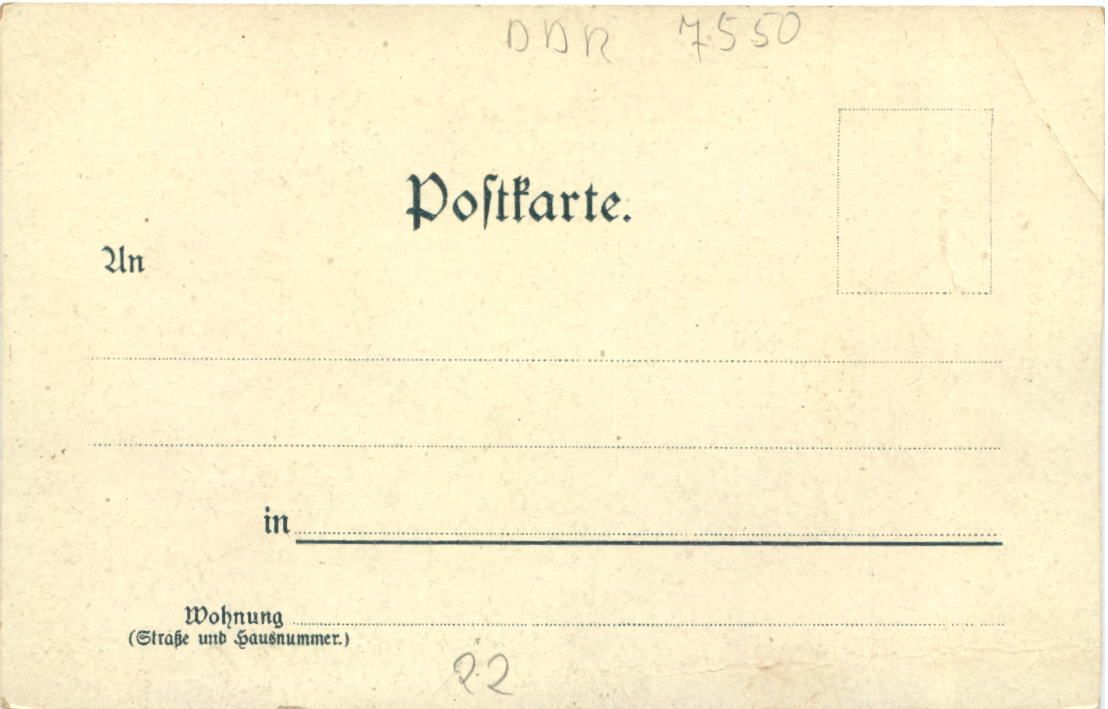 DDR 7550
Poſtkarte.
An
in
Wohnung
(Straße und Hausnummer.)
22